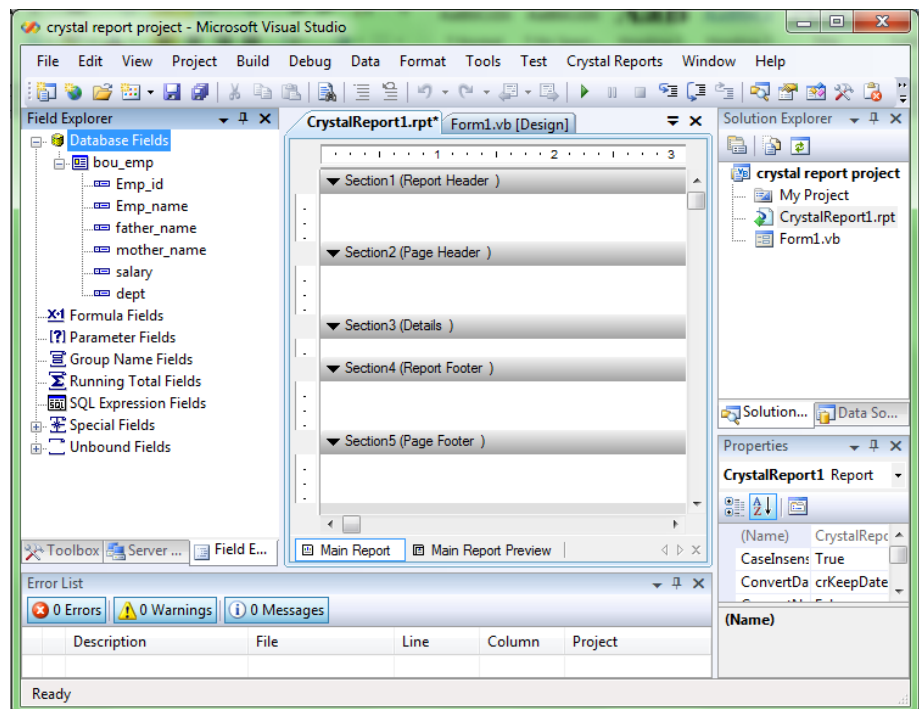 crystal report project - Microsoft Visual Studio
File Edit View Project Build Debug Data Format Tools Test Crystal Reports Window Help
Field Explorer
Database Fields
bou_emp
Emp_id
Emp_name
father_name
mother_name
salary
dept
Formula Fields
Parameter Fields
Group Name Fields
Running Total Fields
SQL Expression Fields
Special Fields
Unbound Fields
Toolbox Server ... Field E...
CrystalReport1.rpt* Form1.vb [Design]
1 2 3
Section1 (Report Header )
Section2 (Page Header )
Section3 (Details )
Section4 (Report Footer )
Section5 (Page Footer )
Main Report Main Report Preview
Solution Explorer
crystal report project
My Project
CrystalReport1.rpt
Form1.vb
Solution... Data So...
Properties
CrystalReport1 Report
(Name) CrystalRepc
CaseInsens True
ConvertDa crKeepDate
(Name)
Error List
0 Errors 0 Warnings 0 Messages
Description File Line Column Project
Ready